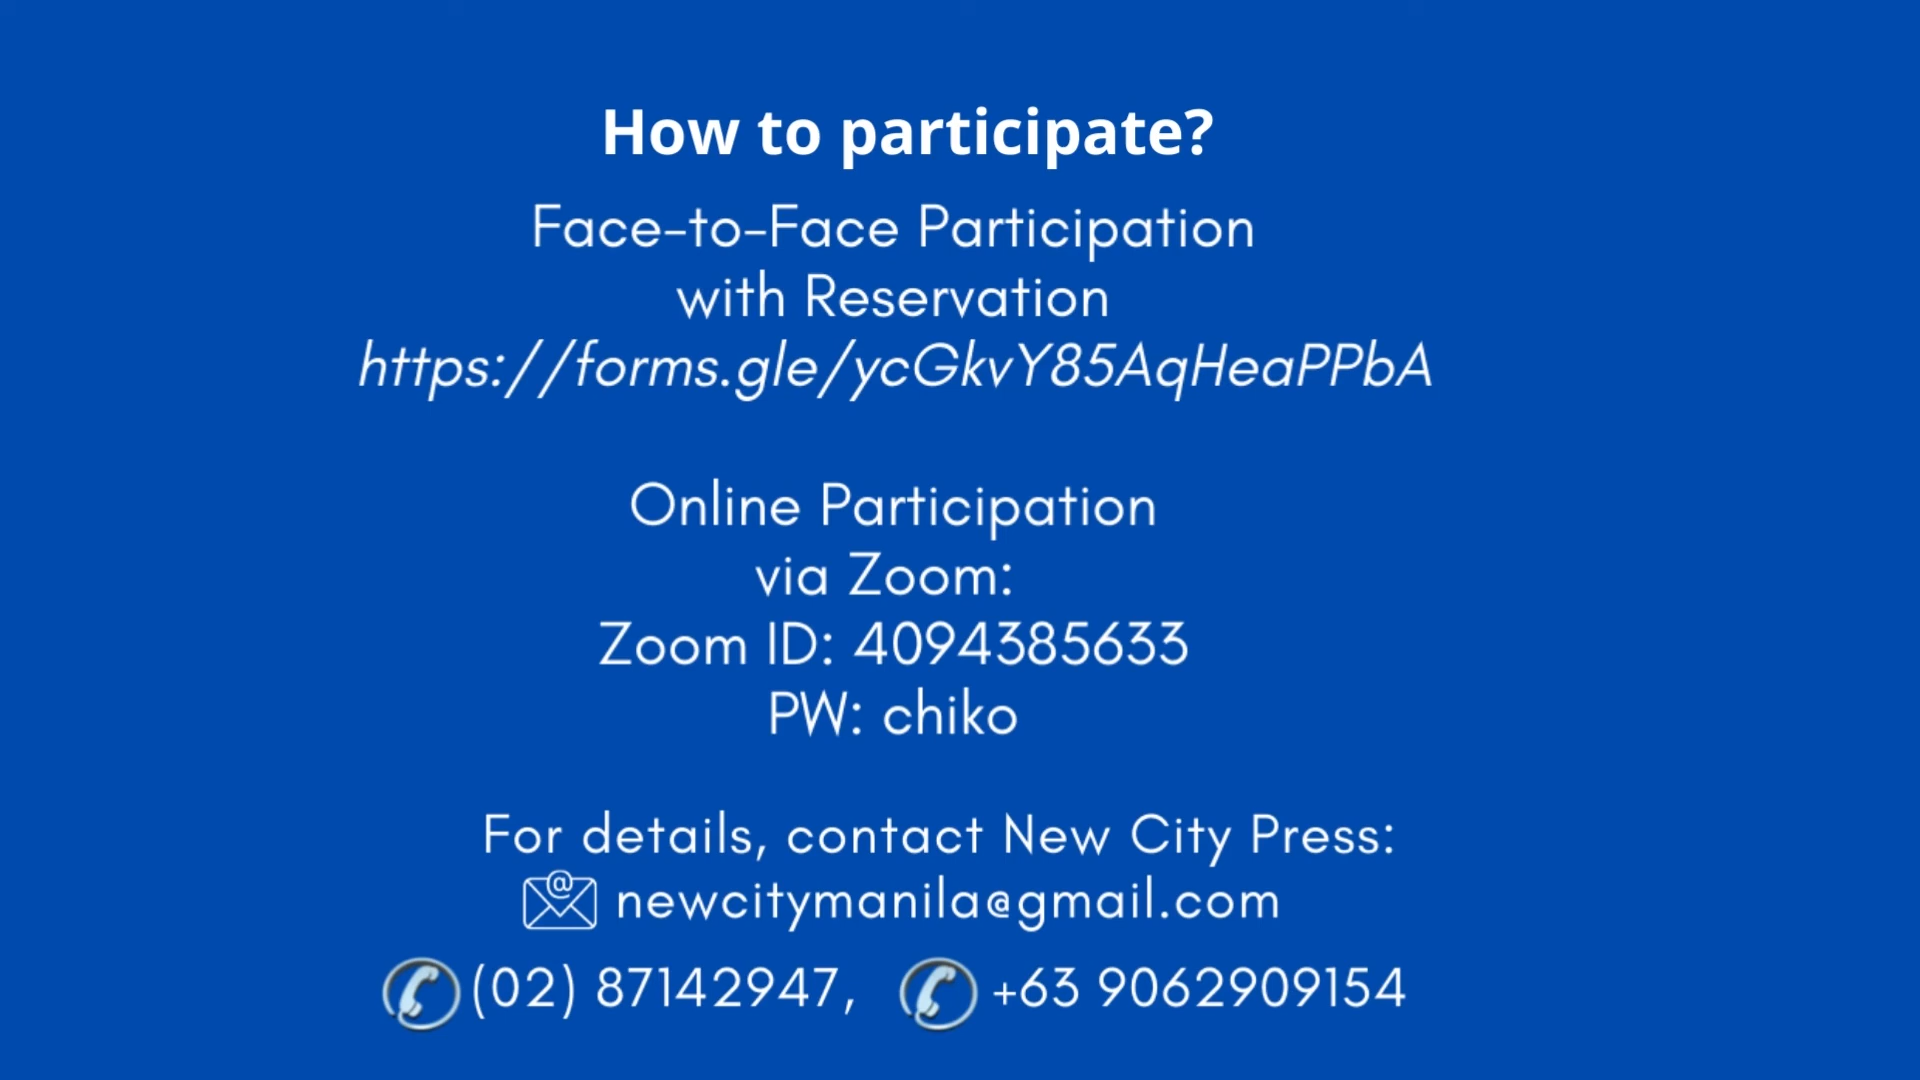 How to participate?
Face-to-Face Participation
with Reservation
https://forms.gle/ycGkvY85AqHeaPPbA
Online Participation
via Zoom:
Zoom ID: 4094385633
PW: chiko
For details, contact New City Press:
newcitymanila@gmail.com
(02) 87142947, +63 9062909154